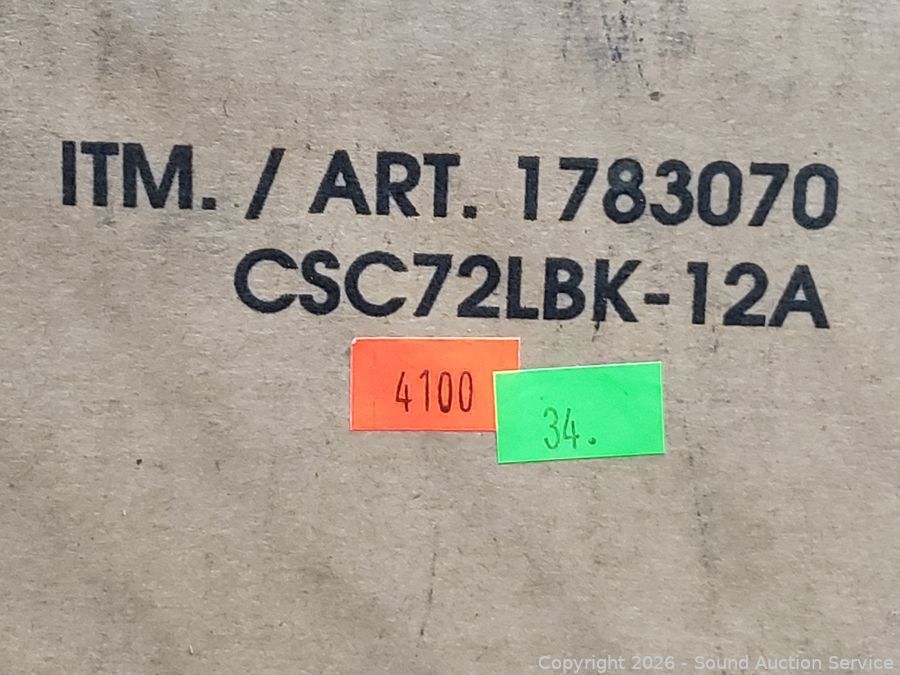 ITM. / ART. 1783070
CSC72LBK-12A
4100
34.
Copyright 2026 - Sound Auction Service